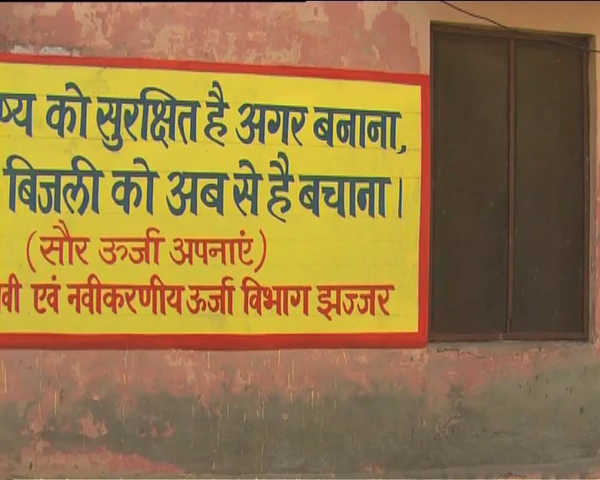 को सुरक्षित है अगर बनाना,
बिजली को अब से है बचाना।
(सौर ऊर्जा अपनाएं)
एवं नवीकरणीय ऊर्जा विभाग झज्जर